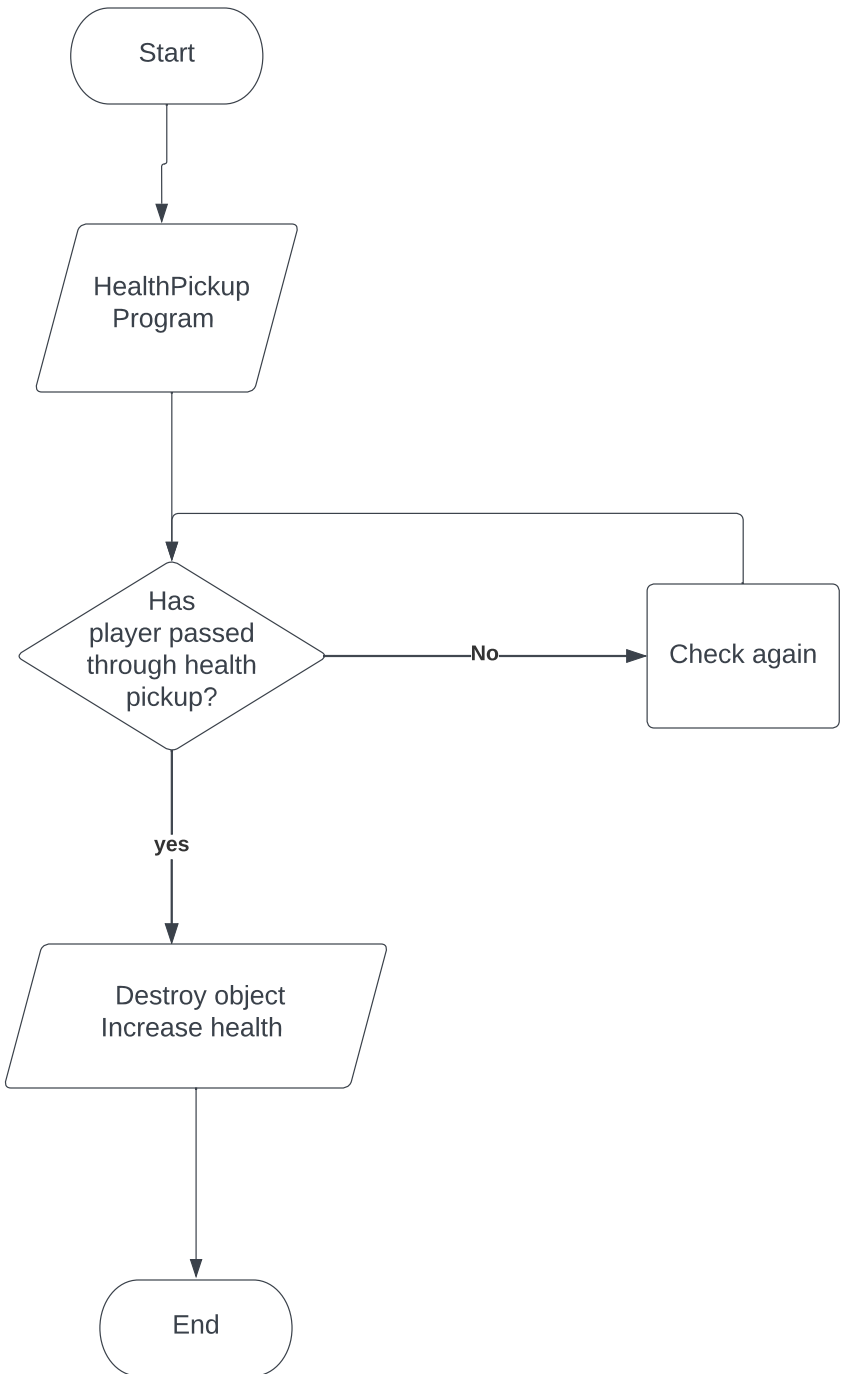 Start
HealthPickup
Program
Has
player passed
through health
pickup?
No
Check again
yes
Destroy object
Increase health
End